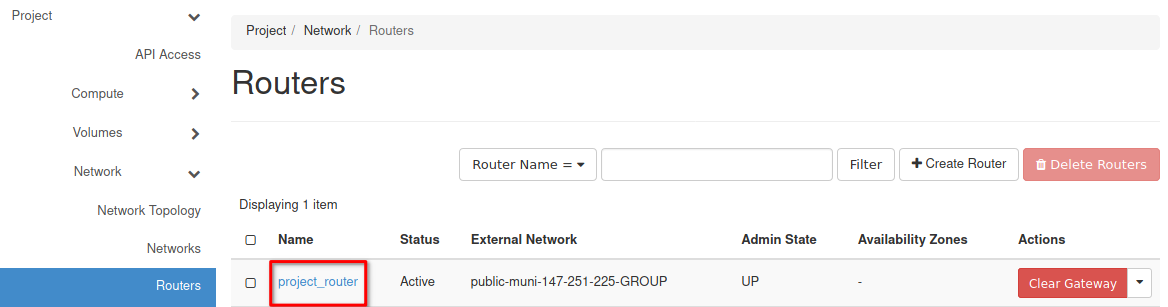 Project
API Access
Compute
Volumes
Network
Network Topology
Networks
Routers
Project / Network / Routers
Routers
Router Name = Filter Create Router Delete Routers
Displaying 1 item
Name Status External Network Admin State Availability Zones Actions
project_router Active public-muni-147-251-225-GROUP UP - Clear Gateway